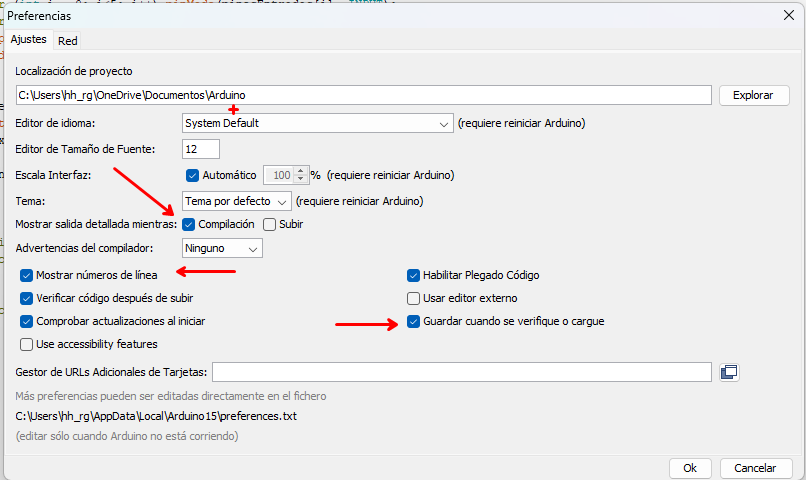 Preferencias
Ajustes Red
Localización de proyecto
C:\Users\hh_rg\OneDrive\Documentos\Arduino Explorar
Editor de idioma: System Default (requiere reiniciar Arduino)
Editor de Tamaño de Fuente: 12
Escala Interfaz: Automático 100 % (requiere reiniciar Arduino)
Tema: Tema por defecto (requiere reiniciar Arduino)
Mostrar salida detallada mientras: Compilación Subir
Advertencias del compilador: Ninguno
Mostrar números de línea Habilitar Plegado Código
Verificar código después de subir Usar editor externo
Comprobar actualizaciones al iniciar Guardar cuando se verifique o cargue
Use accessibility features
Gestor de URLs Adicionales de Tarjetas:
Más preferencias pueden ser editadas directamente en el fichero
C:\Users\hh_rg\AppData\Local\Arduino15\preferences.txt
(editar sólo cuando Arduino no está corriendo)
Ok Cancelar